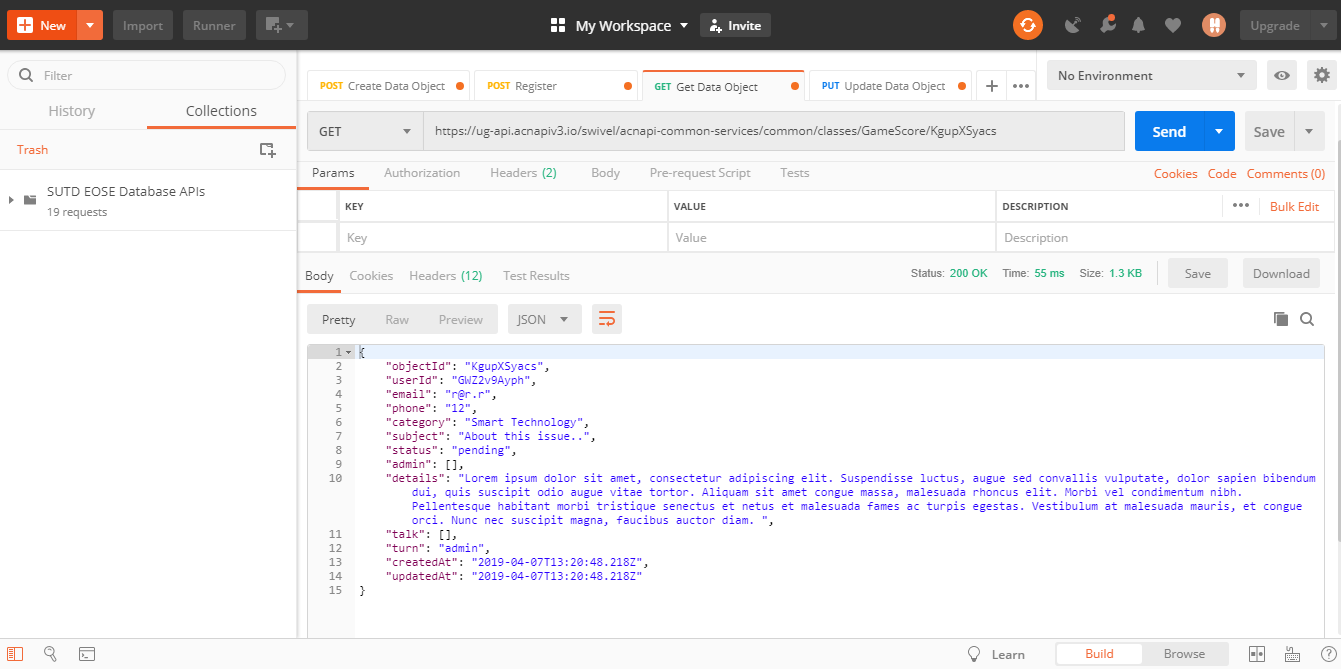 New Import Runner My Workspace Invite Upgrade
Filter
History Collections
Trash
SUTD EOSE Database APIs
19 requests
POST Create Data Object POST Register GET Get Data Object PUT Update Data Object No Environment
GET https://ug-api.acnapiv3.io/swivel/acnapi-common-services/common/classes/GameScore/KgupXSyacs Send Save
Params Authorization Headers (2) Body Pre-request Script Tests Cookies Code Comments (0)
KEY VALUE DESCRIPTION Bulk Edit
Key Value Description
Body Cookies Headers (12) Test Results Status: 200 OK Time: 55 ms Size: 1.3 KB Save Download
Pretty Raw Preview JSON
1 {
2 "objectId": "KgupXSyacs",
3 "userId": "GWZ2v9Ayph",
4 "email": "r@r.r",
5 "phone": "12",
6 "category": "Smart Technology",
7 "subject": "About this issue..",
8 "status": "pending",
9 "admin": [],
10 "details": "Lorem ipsum dolor sit amet, consectetur adipiscing elit. Suspendisse luctus, augue sed convallis vulputate, dolor sapien bibendum
dui, quis suscipit odio augue vitae tortor. Aliquam sit amet congue massa, malesuada rhoncus elit. Morbi vel condimentum nibh.
Pellentesque habitant morbi tristique senectus et netus et malesuada fames ac turpis egestas. Vestibulum at malesuada mauris, et congue
orci. Nunc nec suscipit magna, faucibus auctor diam. ",
11 "talk": [],
12 "turn": "admin",
13 "createdAt": "2019-04-07T13:20:48.218Z",
14 "updatedAt": "2019-04-07T13:20:48.218Z"
15 }
Learn Build Browse